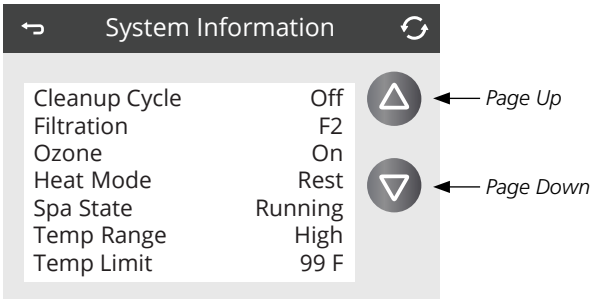 System Information
Cleanup Cycle Off
Filtration F2
Ozone On
Heat Mode Rest
Spa State Running
Temp Range High
Temp Limit 99 F
Page Up
Page Down